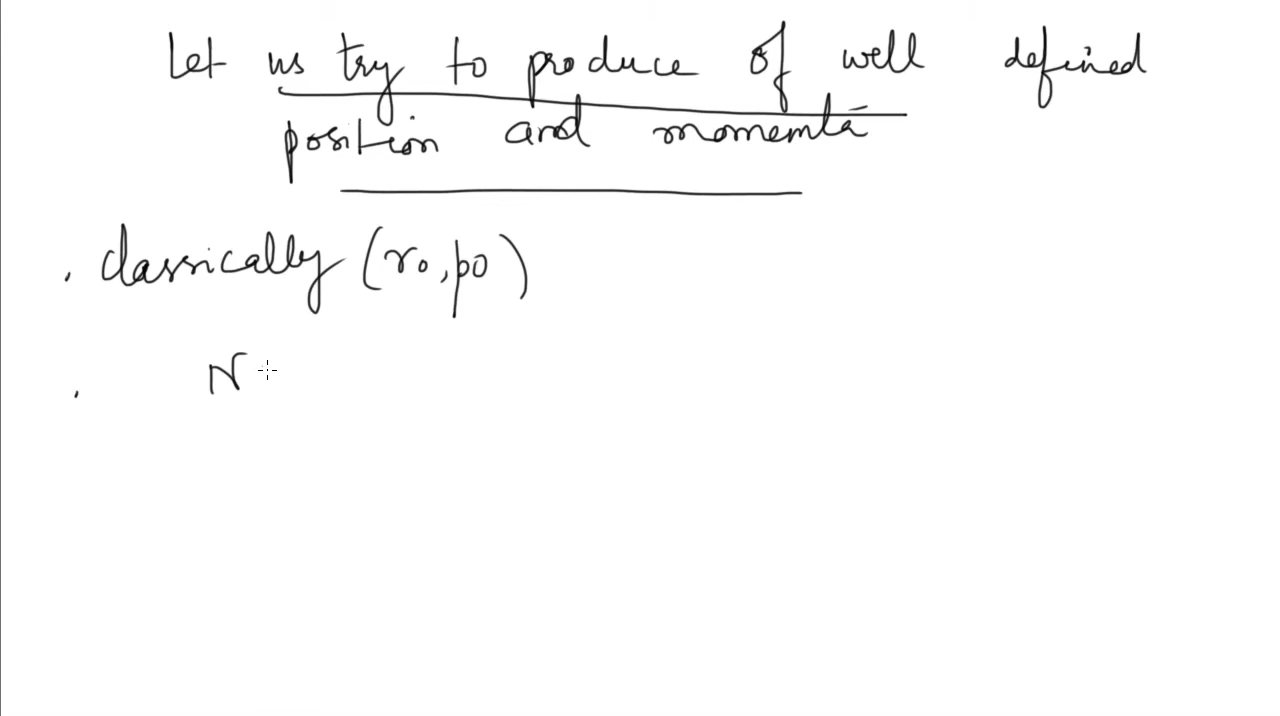 Let us try to produce of well defined
position and momenta
. classically (r0, p0)
. N